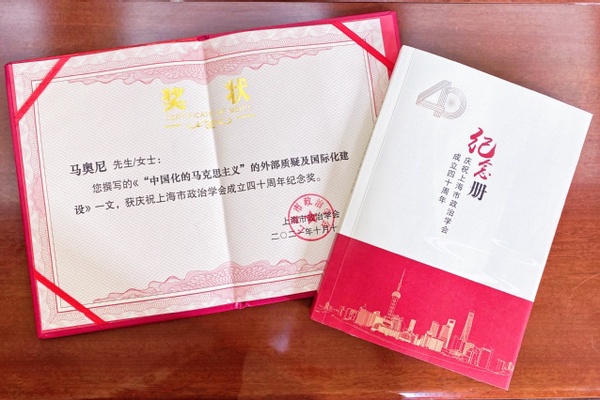 奖状
马奥尼 先生/女士：
您撰写的《“中国化的马克思主义”的外部质疑及国际化建
设》一文，获庆祝上海市政治学会成立四十周年纪念奖。
上海市政治学会
40
纪念册
庆祝上海市政治学会
成立四十周年